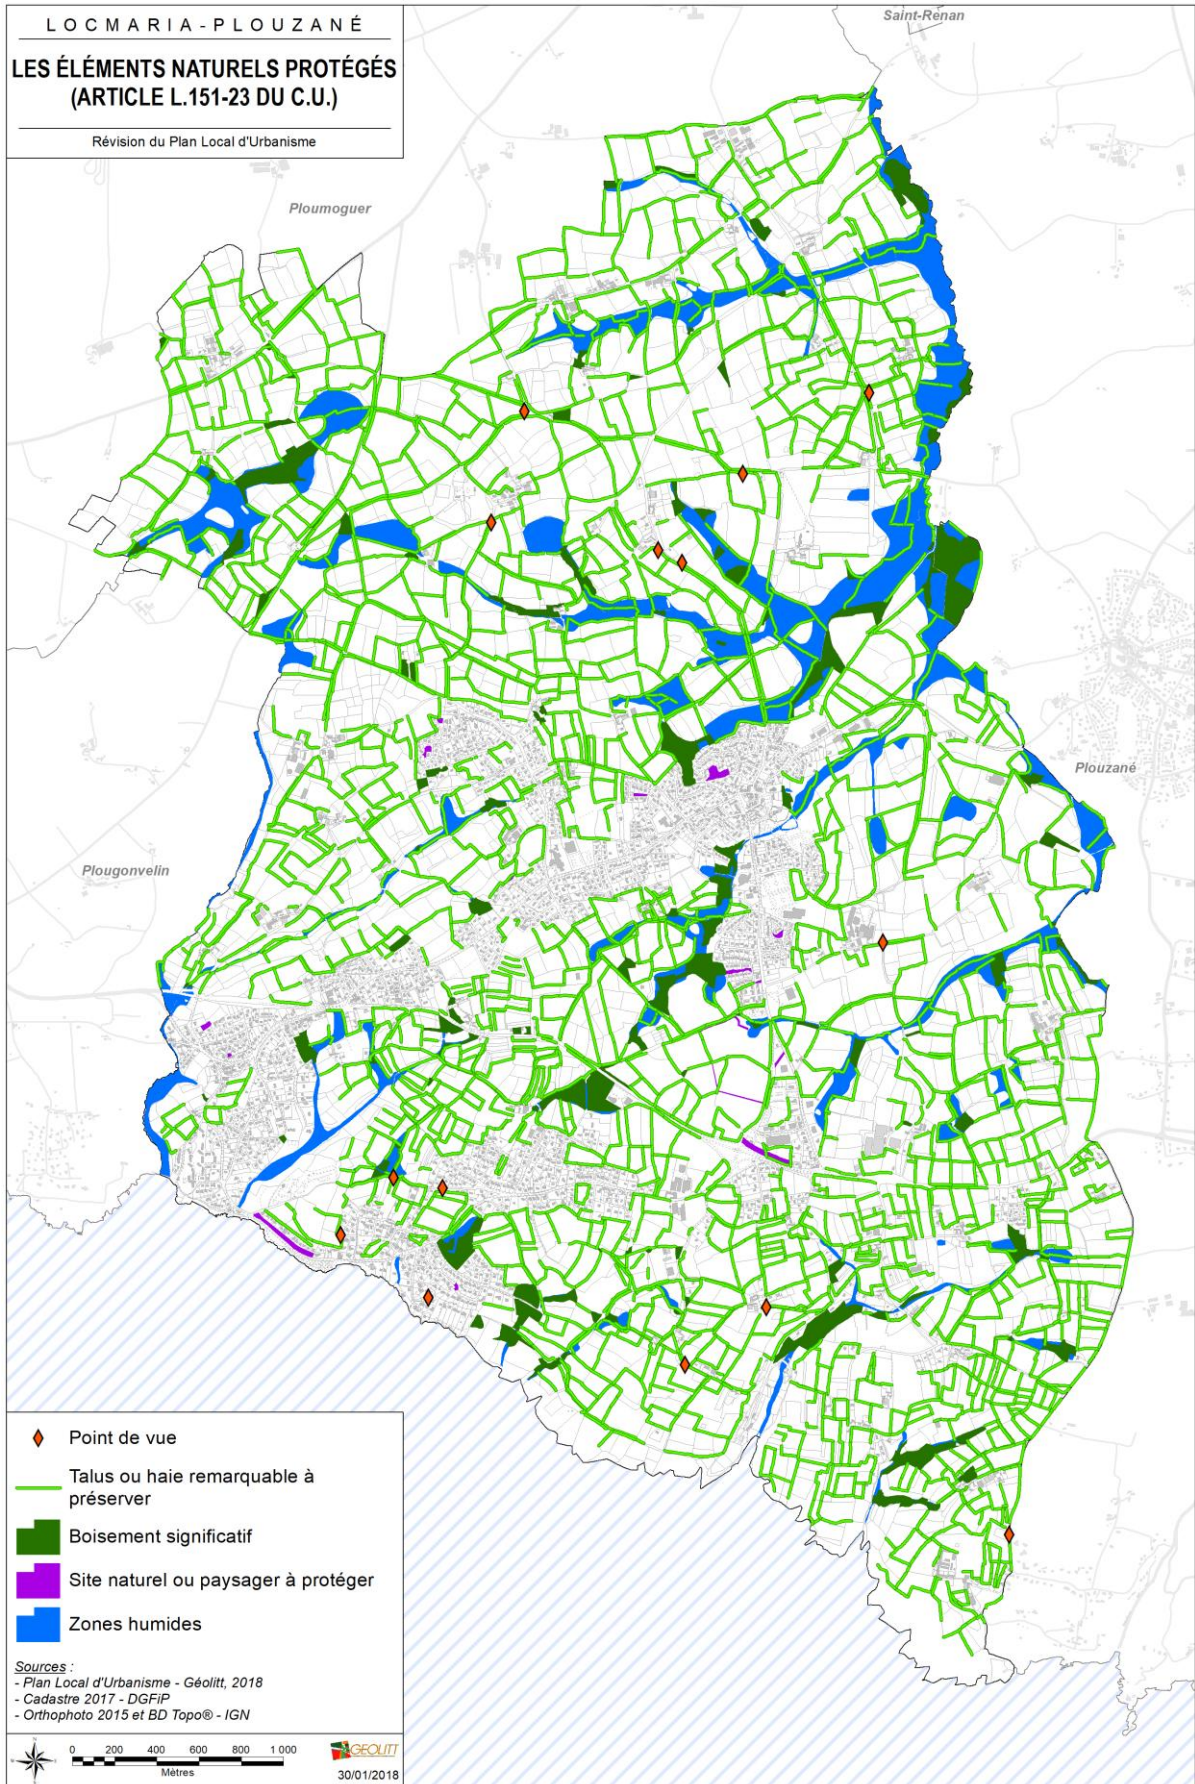 LOCMARIA-PLOUZANÉ
LES ÉLÉMENTS NATURELS PROTÉGÉS
(ARTICLE L.151-23 DU C.U.)
Révision du Plan Local d'Urbanisme
Saint-Renan
Ploumoguer
Plouzané
Plougonvelin
Point de vue
Talus ou haie remarquable à
préserver
Boisement significatif
Site naturel ou paysager à protéger
Zones humides
Sources :
- Plan Local d'Urbanisme - Géolitt, 2018
- Cadastre 2017 - DGFiP
- Orthophoto 2015 et BD Topo® - IGN
N
0 200 400 600 800 1 000
Mètres
GEOLITT
30/01/2018